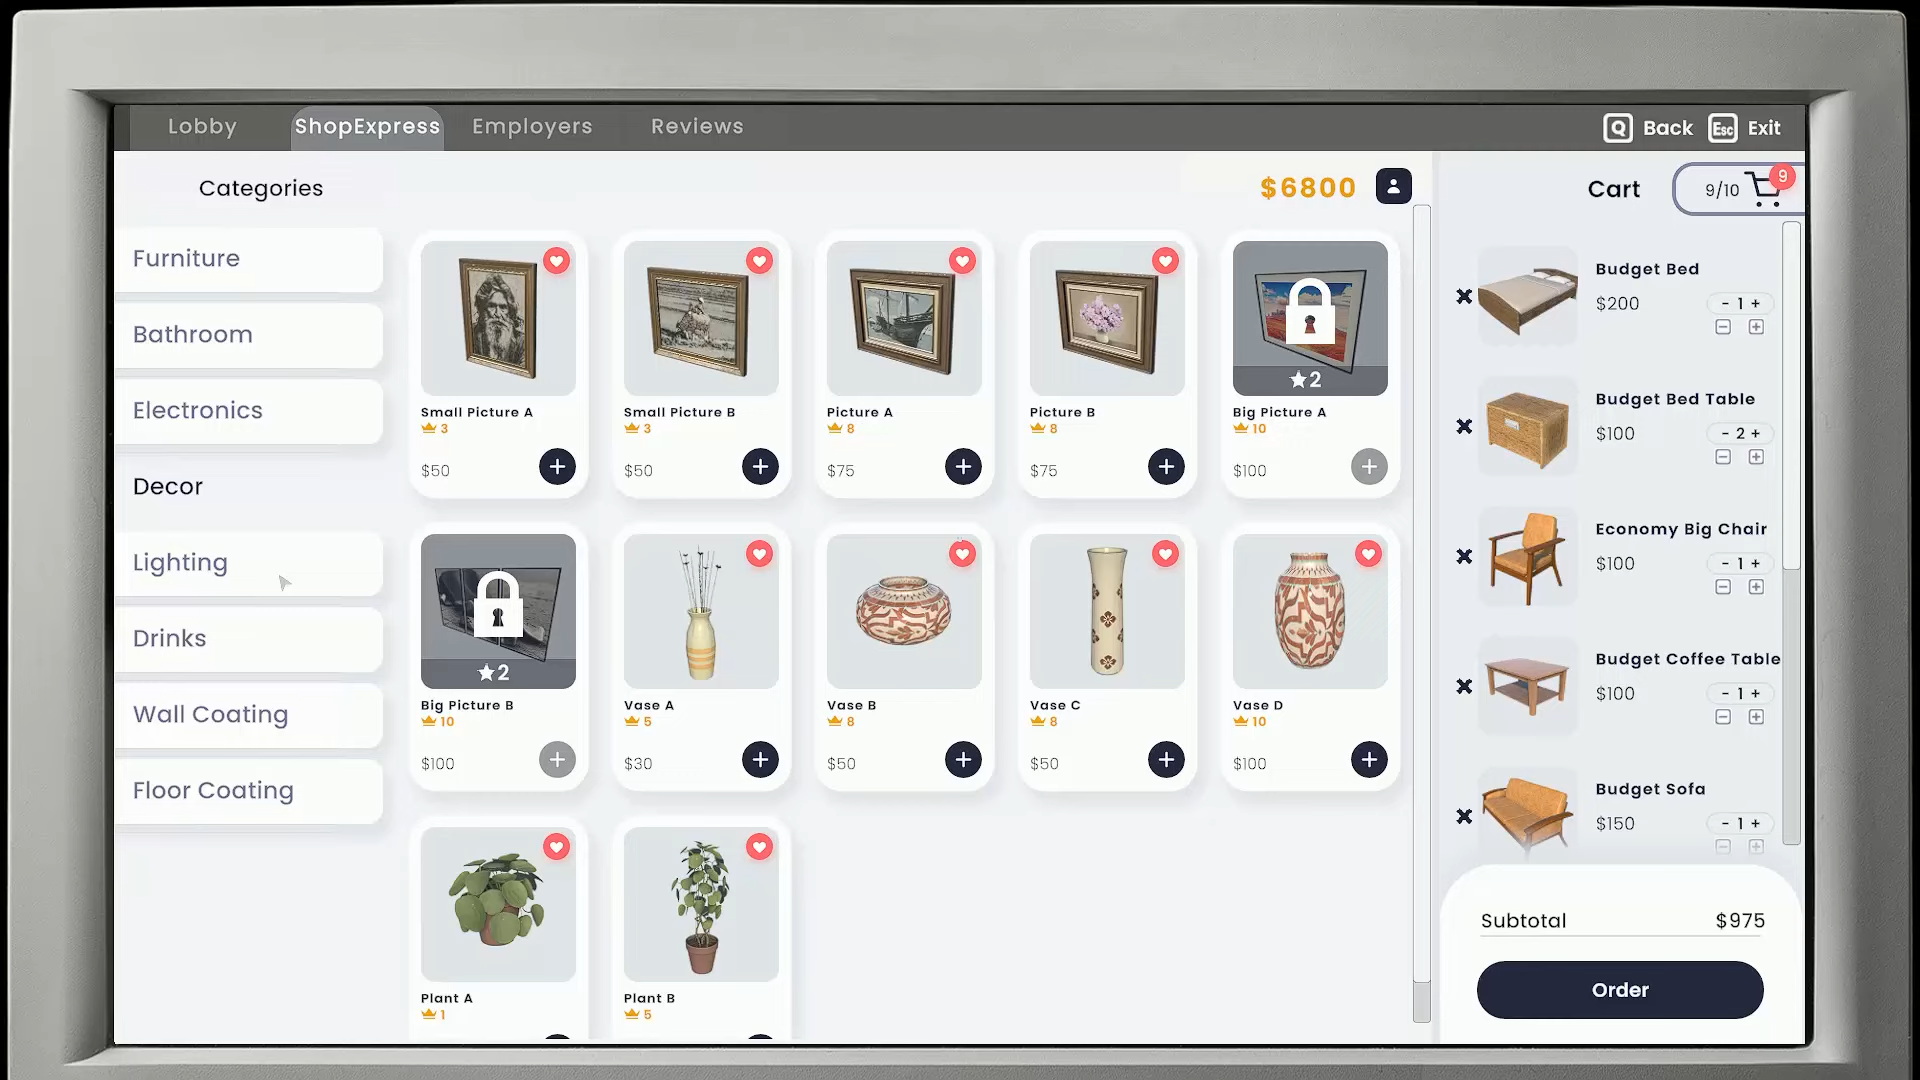 Lobby
ShopExpress
Employers
Reviews
Q Back Esc Exit
Categories
$6800
Cart
9/10
9
Furniture
Bathroom
Electronics
Decor
Lighting
Drinks
Wall Coating
Floor Coating
Small Picture A
3
$50
Small Picture B
3
$50
Picture A
8
$75
Picture B
8
$75
2
Big Picture A
10
$100
2
Big Picture B
10
$100
Vase A
5
$30
Vase B
8
$50
Vase C
8
$50
Vase D
10
$100
Plant A
1
Plant B
5
Budget Bed
$200
- 1 +
Budget Bed Table
$100
- 2 +
Economy Big Chair
$100
- 1 +
Budget Coffee Table
$100
- 1 +
Budget Sofa
$150
- 1 +
Subtotal $975
Order